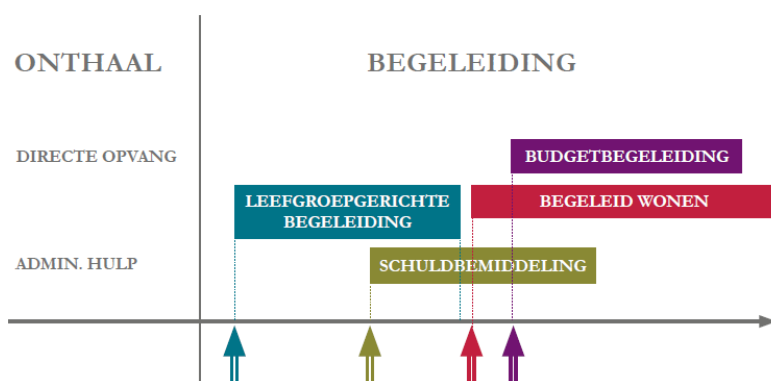 ONTHAAL
BEGELEIDING
DIRECTE OPVANG
BUDGETBEGELEIDING
LEEFGROEPGERICHTE
BEGELEIDING
BEGELEID WONEN
ADMIN. HULP
SCHULDBEMIDDELING